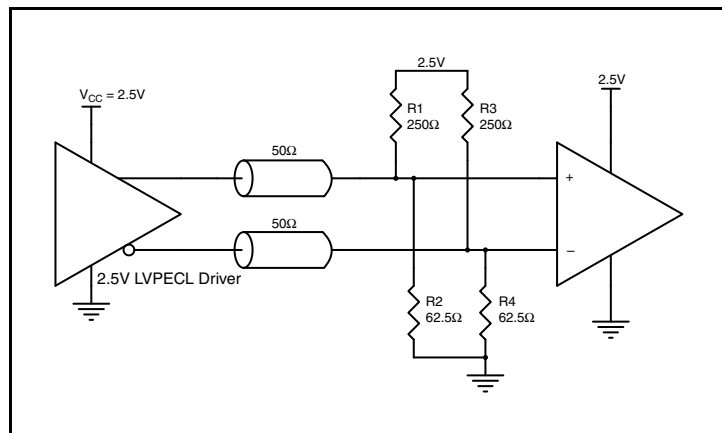 2.5V
V_CC = 2.5V
2.5V
R1
250Ω
R3
250Ω
50Ω
+
50Ω
−
2.5V LVPECL Driver
R2
62.5Ω
R4
62.5Ω